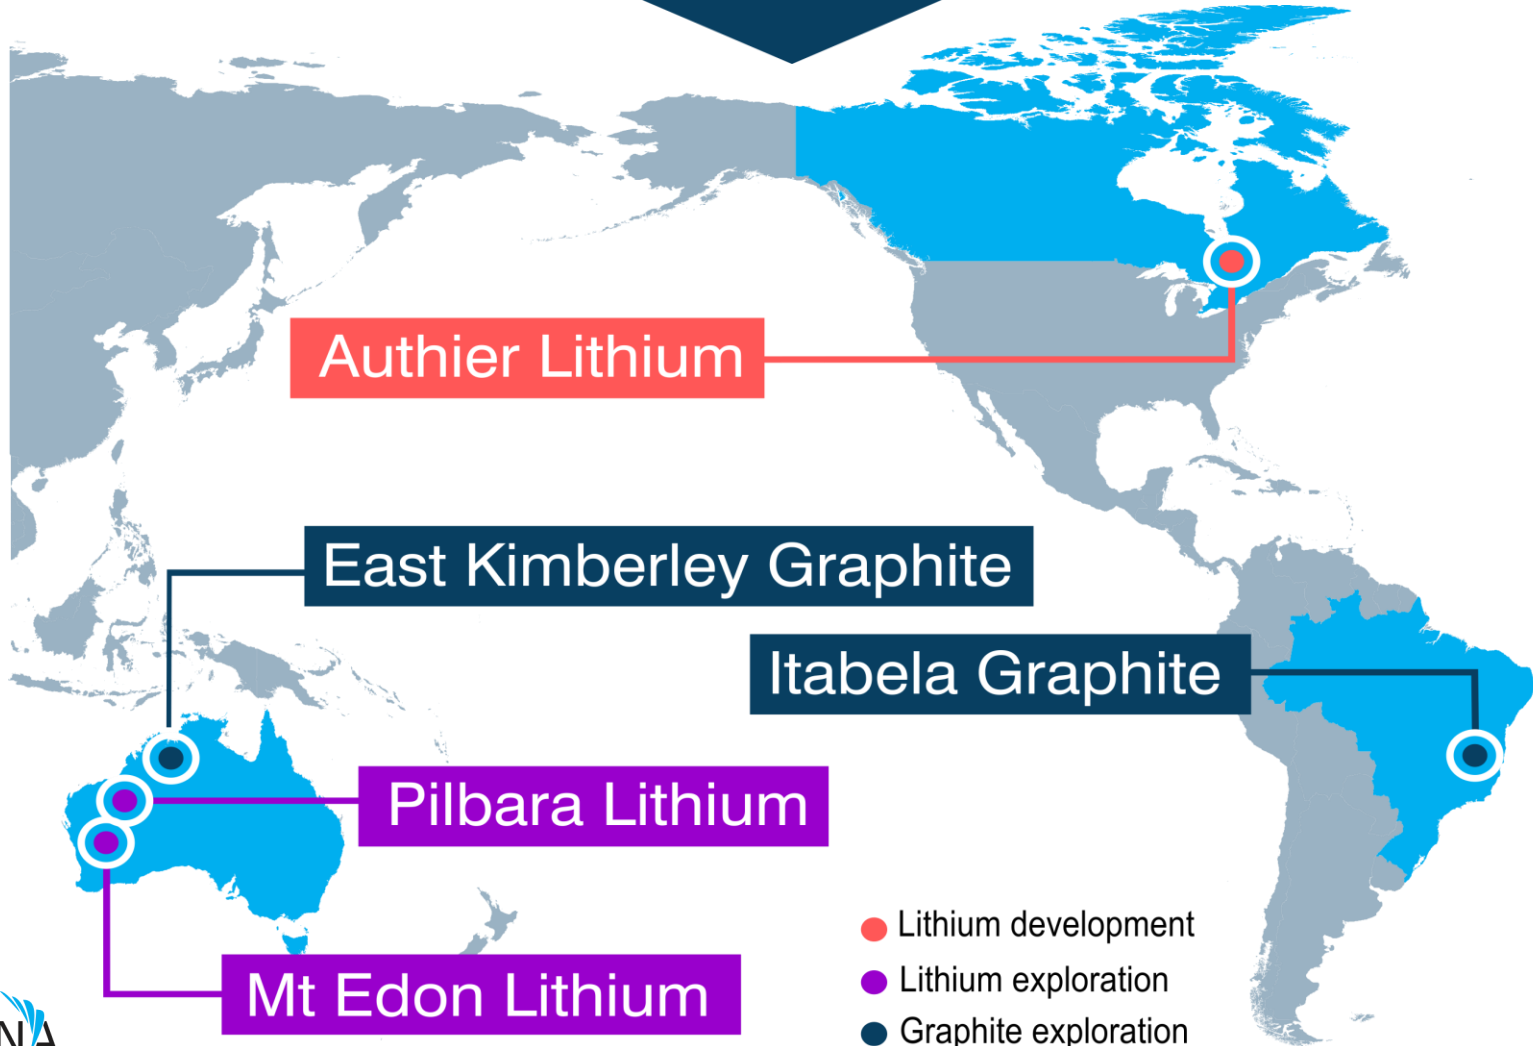 Authier Lithium
East Kimberley Graphite
Itabela Graphite
Pilbara Lithium
Mt Edon Lithium
Lithium development
Lithium exploration
Graphite exploration